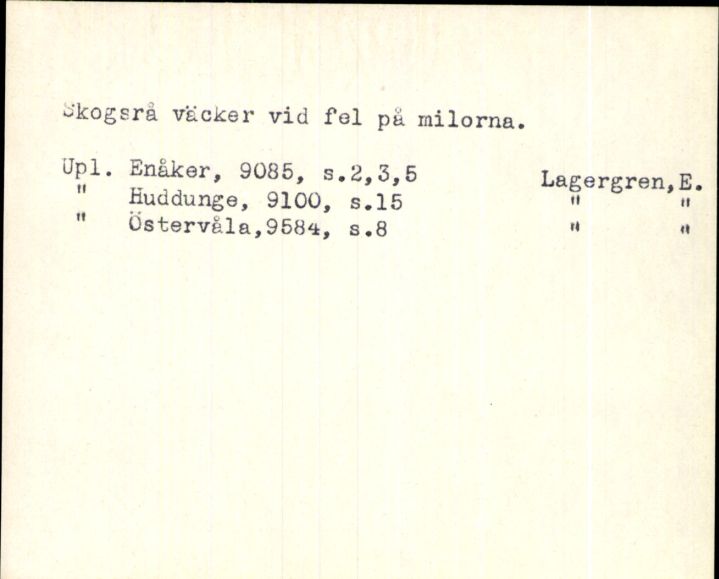 Skogsrå väcker vid fel på milorna.
Upl. Enåker, 9085, s.2,3,5 Lagergren,E.
" Huddunge, 9100, s.15 " "
" Östervåla,9584, s.8 " "